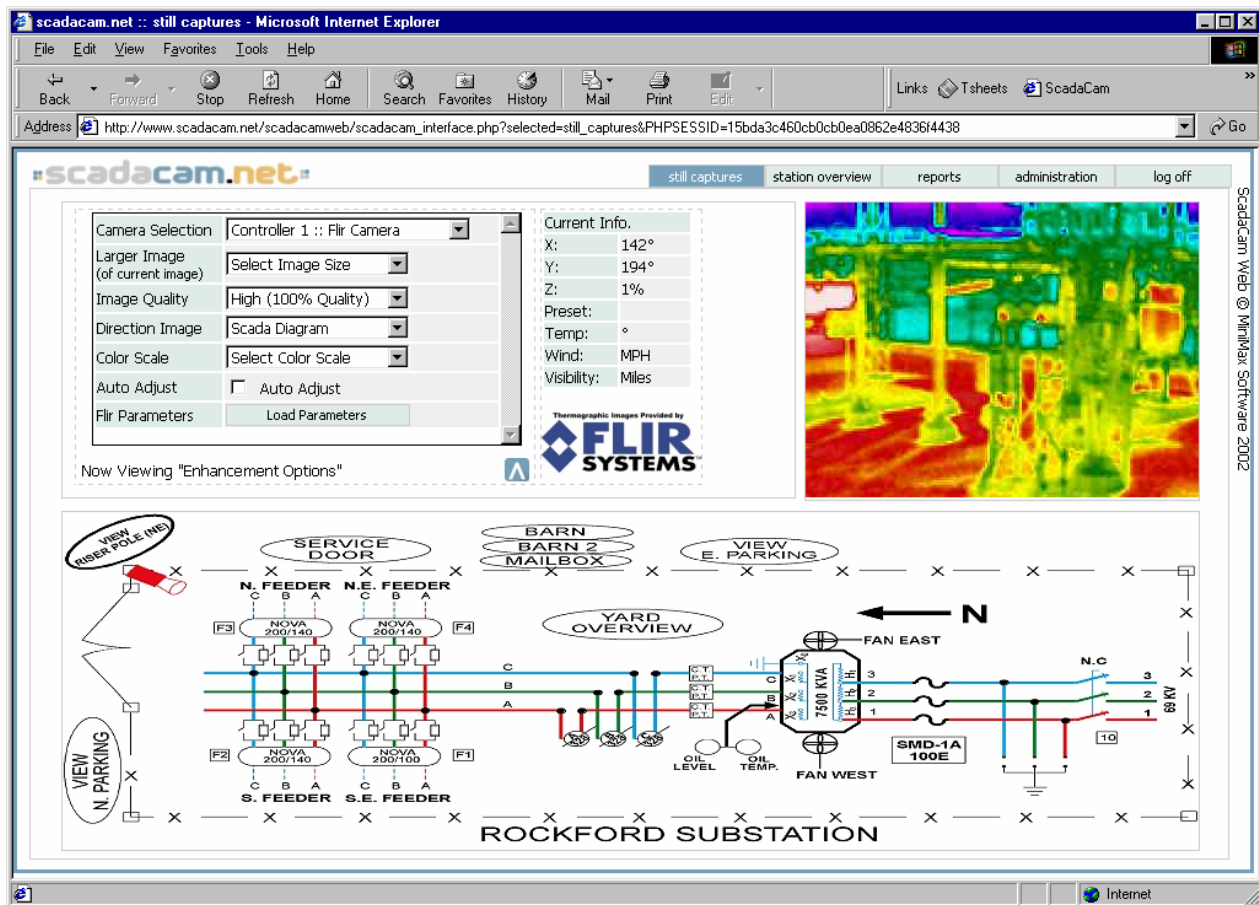 scadacam.net :: still captures - Microsoft Internet Explorer
File Edit View Favorites Tools Help
Back Forward Stop Refresh Home Search Favorites History Mail Print Edit Links Tsheets ScadaCam
Address http://www.scadacam.net/scadacamweb/scadacam_interface.php?selected=still_captures&PHPSESSID=15bda3c460cb0cb0ea0862e4836f4438 Go
scadacam.net
still captures station overview reports administration log off
Camera Selection Controller 1 :: Flir Camera
Larger Image
(of current image) Select Image Size
Image Quality High (100% Quality)
Direction Image Scada Diagram
Color Scale Select Color Scale
Auto Adjust Auto Adjust
Flir Parameters Load Parameters
Now Viewing "Enhancement Options"
Current Info.
X: 142°
Y: 194°
Z: 1%
Preset:
Temp: °
Wind: MPH
Visibility: Miles
Thermographic Images Provided by
FLIR
SYSTEMS
ScadaCam Web © MiniMax Software 2002
VIEW
RISER POLE (NE)
SERVICE
DOOR
BARN
BARN 2
MAILBOX
VIEW
E. PARKING
N. FEEDER N.E. FEEDER
C B A C B A
F3 NOVA
200/140
NOVA
200/140 F4
YARD
OVERVIEW
N
FAN EAST
N.C
C
B
A
C.T
P.T.
C.T
P.T.
C.T
P.T.
C
B
A
X₀
X₁
X₂
X₃
7500 KVA
H₁
H₂
H₃
3
2
1
3
2
1
69 KV
10
OIL
LEVEL
OIL
TEMP.
FAN WEST
SMD-1A
100E
F2 NOVA
200/140
NOVA
200/100 F1
C B A C B A
S. FEEDER S.E. FEEDER
VIEW
N. PARKING
ROCKFORD SUBSTATION
Internet